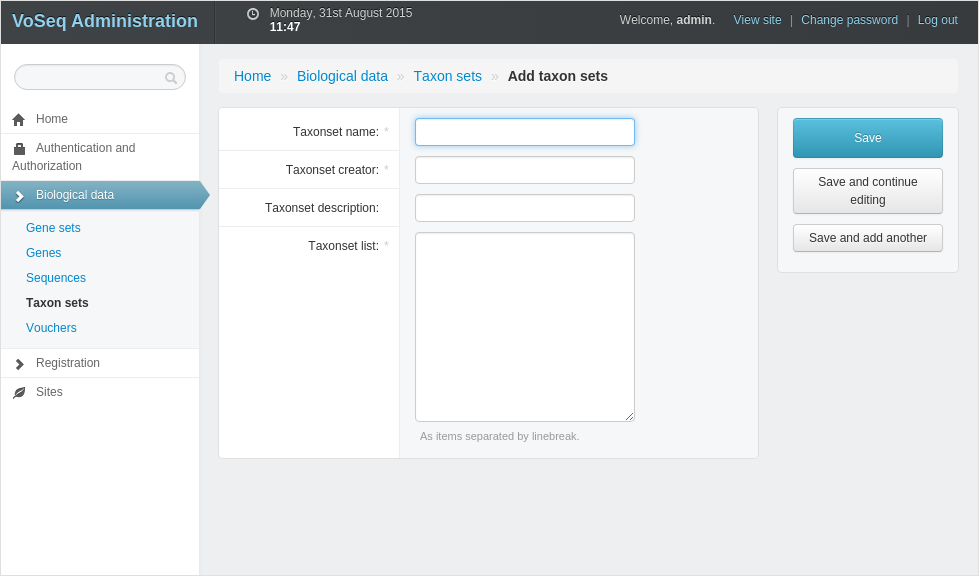 VoSeq Administration
Monday, 31st August 2015
11:47
Welcome, admin. View site | Change password | Log out
Home
Authentication and
Authorization
Biological data
Gene sets
Genes
Sequences
Taxon sets
Vouchers
Registration
Sites
Home » Biological data » Taxon sets » Add taxon sets
Taxonset name: *
Taxonset creator: *
Taxonset description:
Taxonset list: *
As items separated by linebreak.
Save
Save and continue
editing
Save and add another